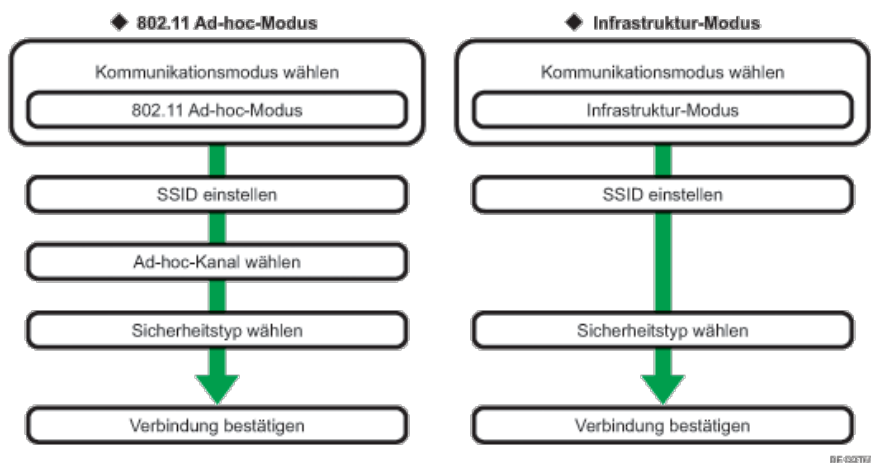 ◆ 802.11 Ad-hoc-Modus
Kommunikationsmodus wählen
802.11 Ad-hoc-Modus
SSID einstellen
Ad-hoc-Kanal wählen
Sicherheitstyp wählen
Verbindung bestätigen
◆ Infrastruktur-Modus
Kommunikationsmodus wählen
Infrastruktur-Modus
SSID einstellen
Sicherheitstyp wählen
Verbindung bestätigen